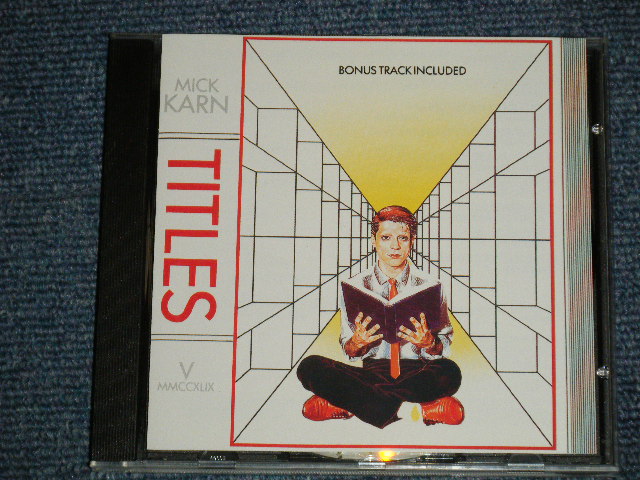 MICK
KARN
TITLES
V
MMCCXLIX
BONUS TRACK INCLUDED